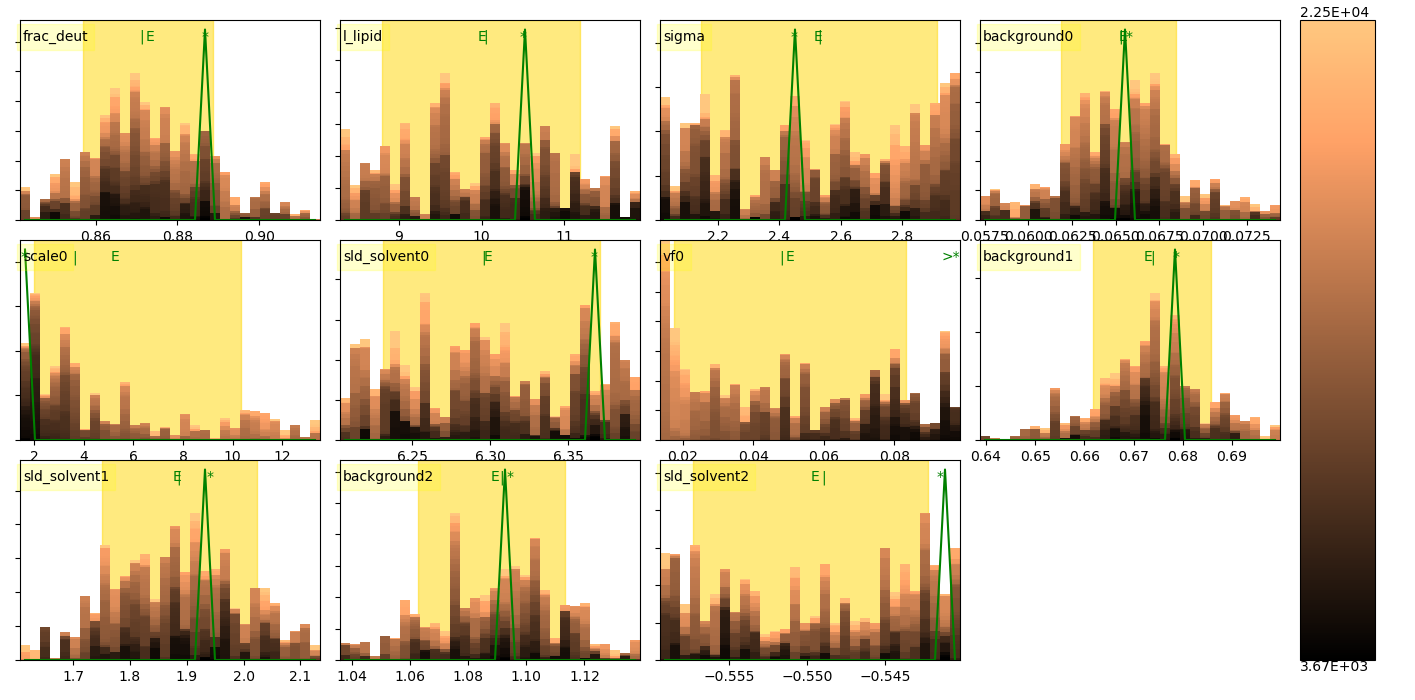 2.25E+04
frac_deut | E *
l_lipid E| *
sigma * E|
background0 E|*
0.86 0.88 0.90
9 10 11
2.2 2.4 2.6 2.8
0.0575 0.0600 0.0625 0.0650 0.0675 0.0700 0.0725
* scale0 | E
sld_solvent0 |E *
vf0 | E >*
background1 E| *
2 4 6 8 10 12
6.25 6.30 6.35
0.02 0.04 0.06 0.08
0.64 0.65 0.66 0.67 0.68 0.69
sld_solvent1 E| *
background2 E| *
sld_solvent2 E | *
1.7 1.8 1.9 2.0 2.1
1.04 1.06 1.08 1.10 1.12
−0.555 −0.550 −0.545
3.67E+03